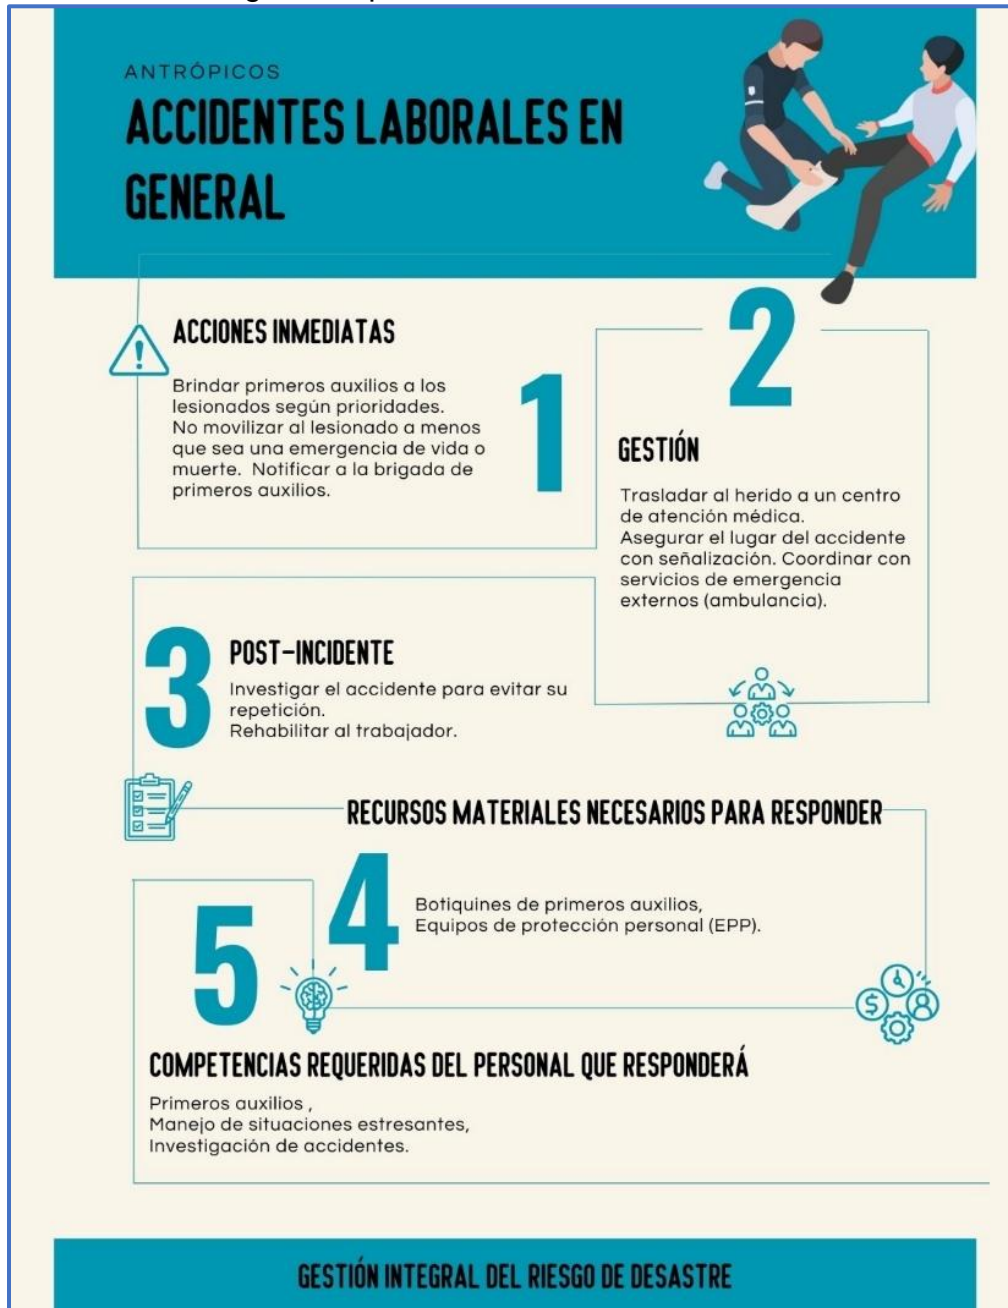 ANTRÓPICOS
ACCIDENTES LABORALES EN
GENERAL
ACCIONES INMEDIATAS
Brindar primeros auxilios a los
lesionados según prioridades.
No movilizar al lesionado a menos
que sea una emergencia de vida o
muerte. Notificar a la brigada de
primeros auxilios.
1
2
GESTIÓN
Trasladar al herido a un centro
de atención médica.
Asegurar el lugar del accidente
con señalización. Coordinar con
servicios de emergencia
externos (ambulancia).
3
POST-INCIDENTE
Investigar el accidente para evitar su
repetición.
Rehabilitar al trabajador.
RECURSOS MATERIALES NECESARIOS PARA RESPONDER
4
Botiquines de primeros auxilios,
Equipos de protección personal (EPP).
5
COMPETENCIAS REQUERIDAS DEL PERSONAL QUE RESPONDERÁ
Primeros auxilios ,
Manejo de situaciones estresantes,
Investigación de accidentes.
GESTIÓN INTEGRAL DEL RIESGO DE DESASTRE